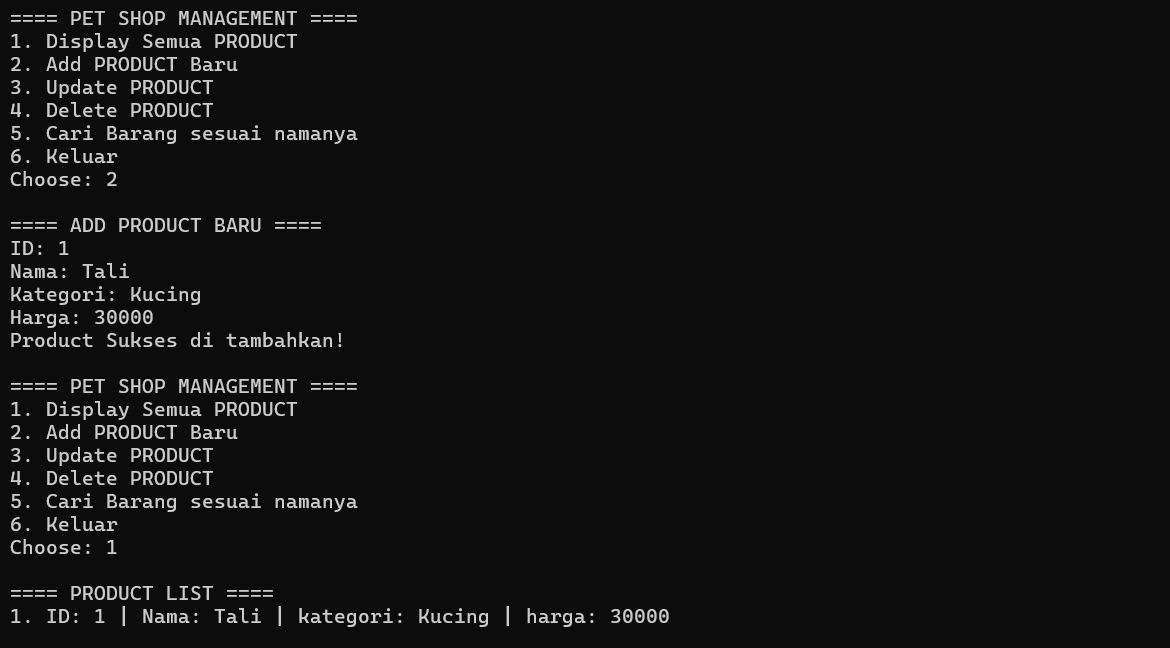 ==== PET SHOP MANAGEMENT ====
1. Display Semua PRODUCT
2. Add PRODUCT Baru
3. Update PRODUCT
4. Delete PRODUCT
5. Cari Barang sesuai namanya
6. Keluar
Choose: 2
==== ADD PRODUCT BARU ====
ID: 1
Nama: Tali
Kategori: Kucing
Harga: 30000
Product Sukses di tambahkan!
==== PET SHOP MANAGEMENT ====
1. Display Semua PRODUCT
2. Add PRODUCT Baru
3. Update PRODUCT
4. Delete PRODUCT
5. Cari Barang sesuai namanya
6. Keluar
Choose: 1
==== PRODUCT LIST ====
1. ID: 1 | Nama: Tali | kategori: Kucing | harga: 30000